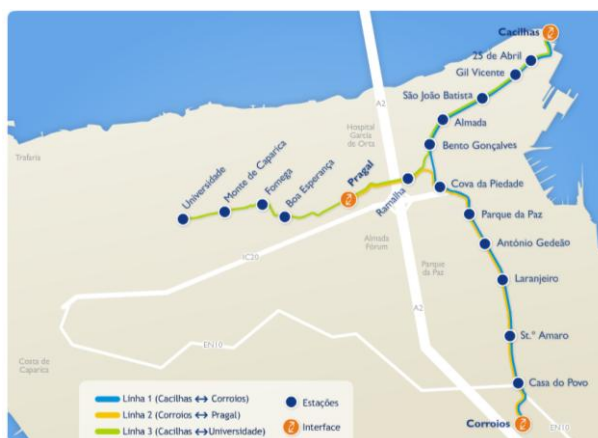 Cacilhas
25 de Abril
Gil Vicente
São João Batista
Almada
Bento Gonçalves
A2
Hospital
Garcia
de Orta
Trafaria
Universidade
Monte de Caparica
Fomega
Boa Esperança
Pragal
Ramalha
Cova da Piedade
Parque da Paz
António Gedeão
Almada
Fórum
Parque
da Paz
IC20
Laranjeiro
A2
EN10
St.º Amaro
Costa de
Caparica
Casa do Povo
Corroios
EN10
Linha 1 (Cacilhas ↔ Corroios)
Linha 2 (Corroios ↔ Pragal)
Linha 3 (Cacilhas ↔Universidade)
Estações
Interface